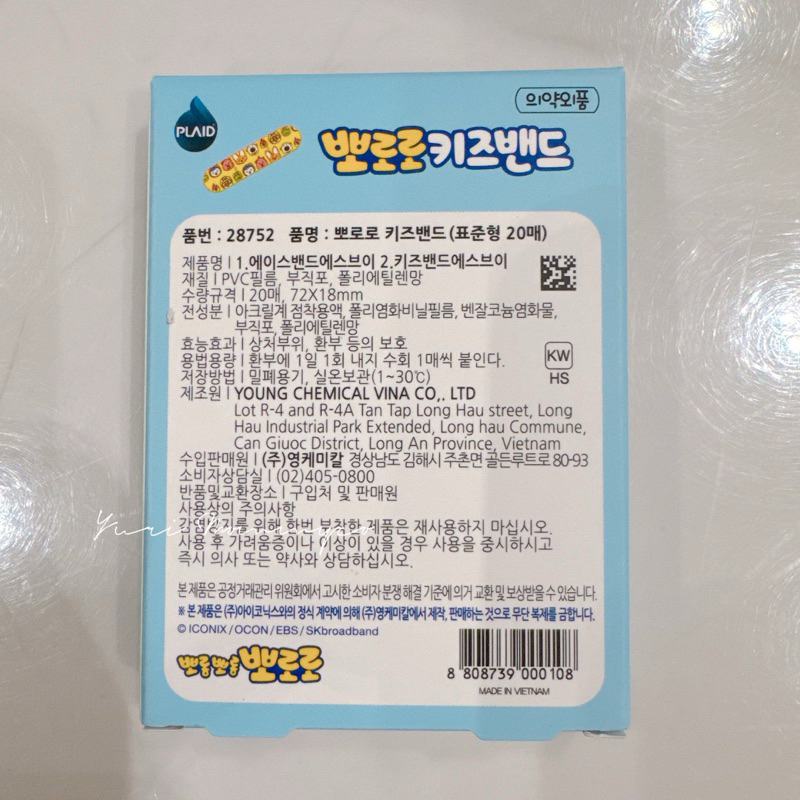 PLAID
의약외품
뽀로로 키즈밴드
품번 : 28752 품명 : 뽀로로 키즈밴드(표준형 20매)
제품명 | 1.에이스밴드에스브이 2.키즈밴드에스브이
재질 | PVC필름, 부직포, 폴리에틸렌망
수량규격 | 20매, 72X18mm
전성분 | 아크릴계 점착용액, 폴리염화비닐필름, 벤잘코늄염화물,
부직포, 폴리에틸렌망
효능효과 | 상처부위, 환부 등의 보호
용법용량 | 환부에 1일 1회 내지 수회 1매씩 붙인다.
KW
저장방법 | 밀폐용기, 실온보관(1~30℃)
HS
제조원 | YOUNG CHEMICAL VINA CO,. LTD
Lot R-4 and R-4A Tan Tap Long Hau street, Long
Hau Industrial Park Extended, Long hau Commune,
Can Giuoc District, Long An Province, Vietnam
수입판매원 | (주)영케미칼 경상남도 김해시 주촌면 골든루트로 80-93
소비자상담실 | (02)405-0800
반품및교환장소 | 구입처 및 판매원
사용상의 주의사항
감염방지를 위해 한번 부착한 제품은 재사용하지 마십시오.
사용 후 가려움증이나 이상이 있을 경우 사용을 중시하시고
즉시 의사 또는 약사와 상담하십시오.
본 제품은 공정거래관리 위원회에서 고시한 소비자 분쟁 해결 기준에 의거 교환 및 보상받을 수 있습니다.
※ 본 제품은 (주)아이코닉스와의 정식 계약에 의해 (주)영케미칼에서 제작, 판매하는 것으로 무단 복제를 금합니다.
© ICONIX / OCON / EBS / SKbroadband
뽀롱뽀롱 뽀로로
8 808739 000108
MADE IN VIETNAM